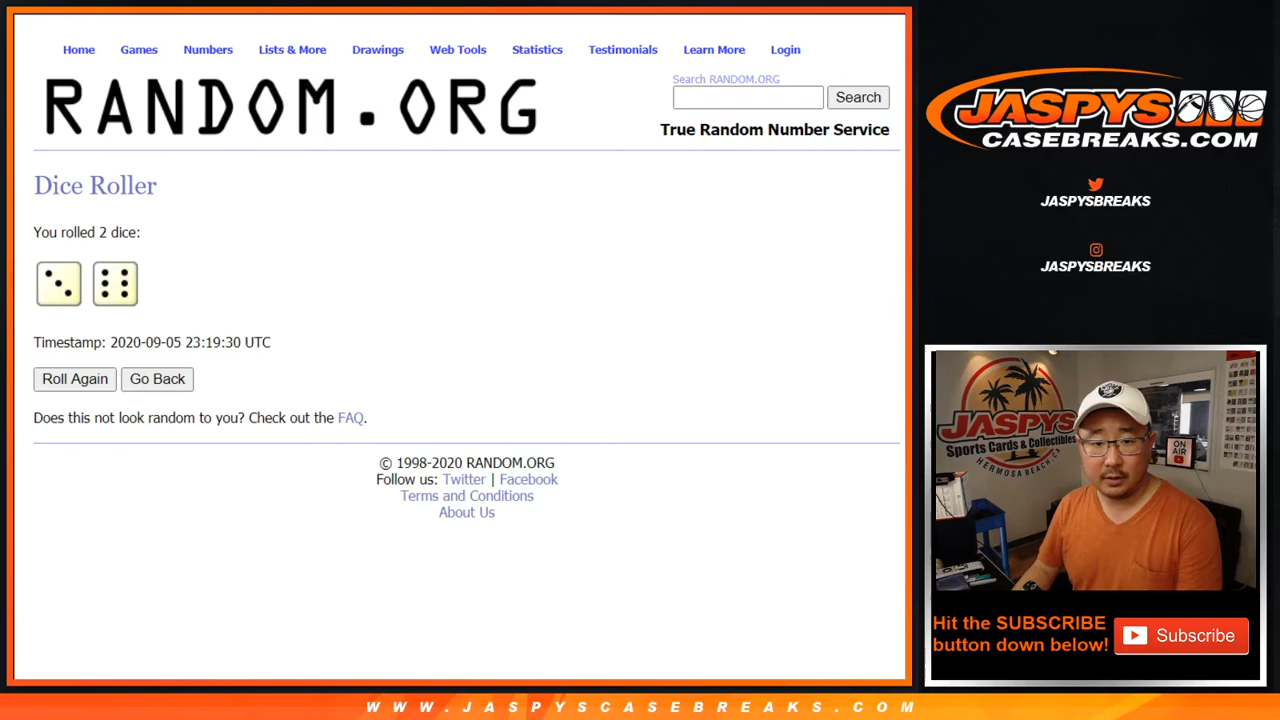 Home Games Numbers Lists & More Drawings Web Tools Statistics Testimonials Learn More Login
RANDOM.ORG
Search RANDOM.ORG
Search
True Random Number Service
Dice Roller
You rolled 2 dice:
Timestamp: 2020-09-05 23:19:30 UTC
Roll Again Go Back
Does this not look random to you? Check out the FAQ.
© 1998-2020 RANDOM.ORG
Follow us: Twitter | Facebook
Terms and Conditions
About Us
JASPYS
CASEBREAKS.COM
JASPYSBREAKS
JASPYSBREAKS
JASPYS
Sports Cards & Collectibles
HERMOSA BEACH, CA
ON
AIR
Hit the SUBSCRIBE
button down below!
Subscribe
WWW.JASPYSCASEBREAKS.COM